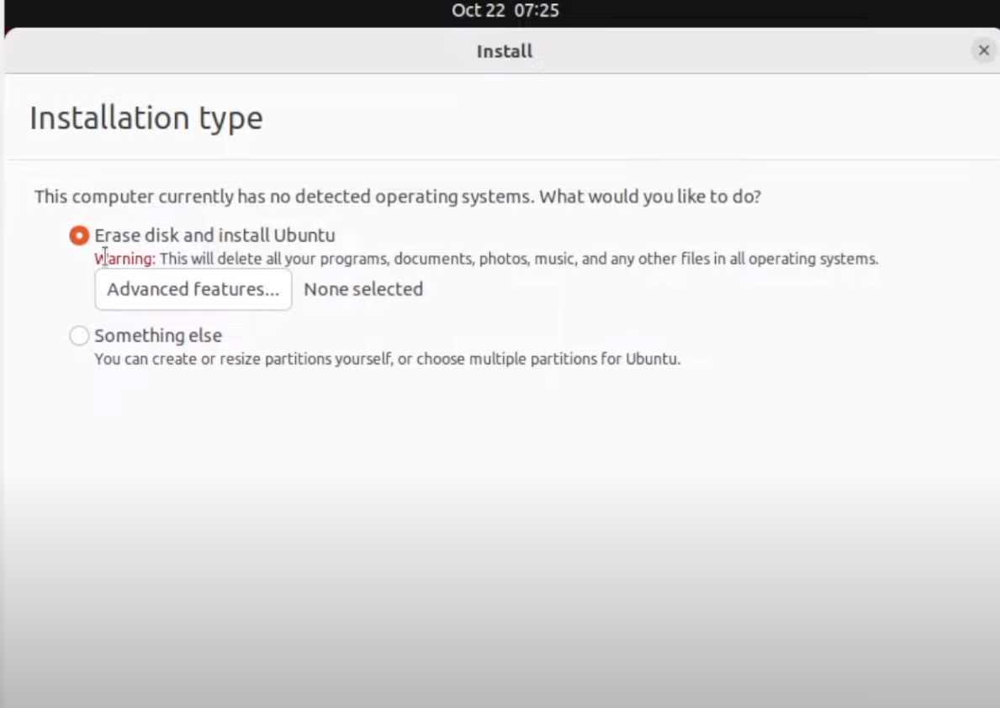 Oct 22 07:25
Install
Installation type
This computer currently has no detected operating systems. What would you like to do?
Erase disk and install Ubuntu
Warning: This will delete all your programs, documents, photos, music, and any other files in all operating systems.
Advanced features... None selected
Something else
You can create or resize partitions yourself, or choose multiple partitions for Ubuntu.